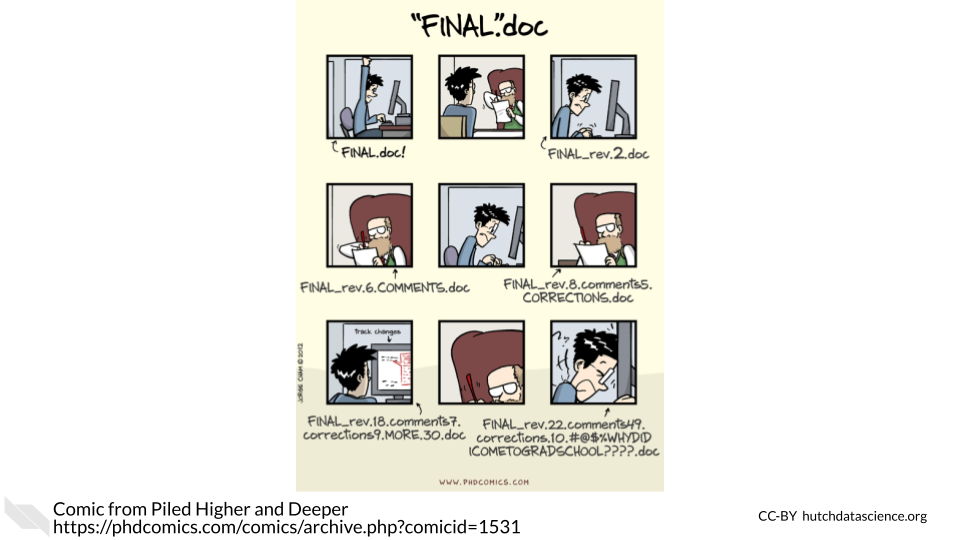 "FINAL".doc
FINAL.doc!
FINAL_rev.2.doc
FINAL_rev.6.COMMENTS.doc
FINAL_rev.8.comments5.
CORRECTIONS.doc
Track changes
JORGE CHAM © 2012
FINAL_rev.18.comments7.
corrections9.MORE.30.doc
FINAL_rev.22.comments49.
corrections.10.#@$%WHYDID
ICOMETOGRADSCHOOL????.doc
WWW.PHDCOMICS.COM
Comic from Piled Higher and Deeper
https://phdcomics.com/comics/archive.php?comicid=1531
CC-BY hutchdatascience.org